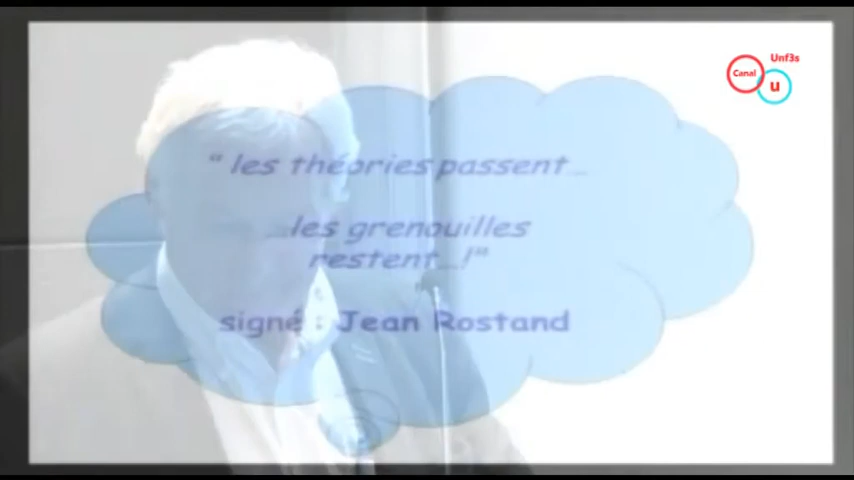 Unf3s
Canal
u
“ les théories passent...
...les grenouilles
restent...!“
signé : Jean Rostand